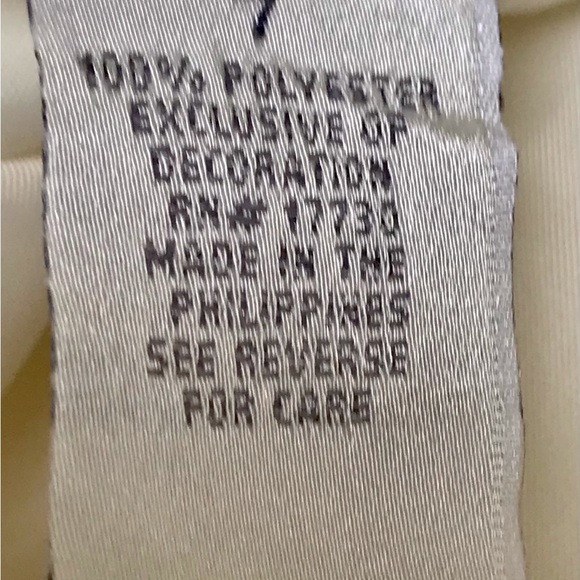 100% POLYESTER
EXCLUSIVE OF
DECORATION
RN# 17730
MADE IN THE
PHILIPPINES
SEE REVERSE
FOR CARE